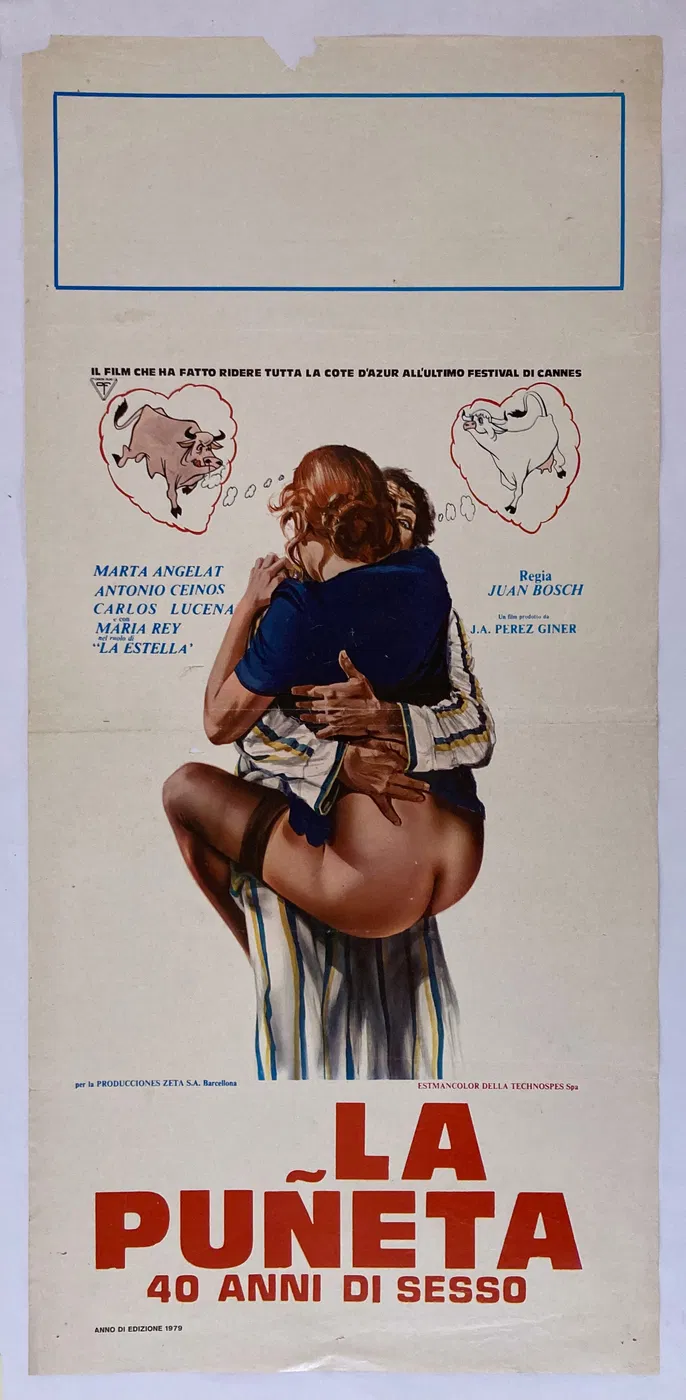 IL FILM CHE HA FATTO RIDERE TUTTA LA COTE D'AZUR ALL'ULTIMO FESTIVAL DI CANNES
MARTA ANGELAT
ANTONIO CEINOS
CARLOS LUCENA
e con
MARIA REY
nel ruolo di
"LA ESTELLA'
Regia
JUAN BOSCH
Un film prodotto da
J.A. PEREZ GINER
per la PRODUCCIONES ZETA S.A. Barcellona
ESTMANCOLOR DELLA TECHNOSPES Spa
LA
PUÑETA
40 ANNI DI SESSO
ANNO DI EDIZIONE 1979